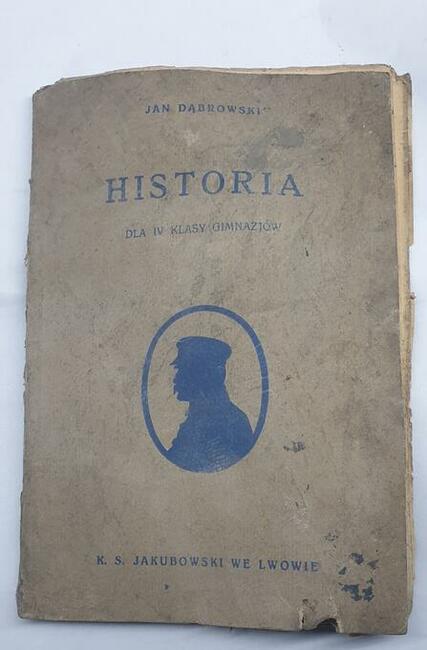 JAN DĄBROWSKI
HISTORIA
DLA IV KLASY GIMNAZJÓW
K. S. JAKUBOWSKI WE LWOWIE